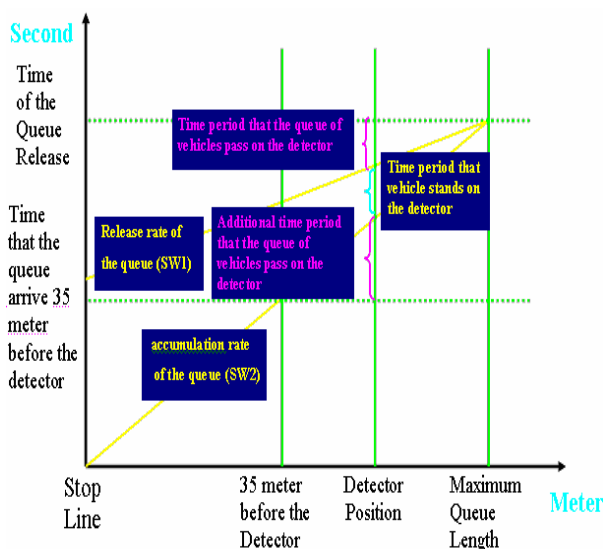 Second
Time
of the
Queue
Release
Time
that the
queue
arrive 35
meter
before the
detector
Time period that the queue of
vehicles pass on the detector
Time period that
vehicle stands on
the detector
Release rate of
the queue (SW1)
Additional time period
that the queue of
vehicles pass on the
detector
accumulation rate
of the queue (SW2)
Stop
Line
35 meter
before the
Detector
Detector
Position
Maximum
Queue
Length
Meter